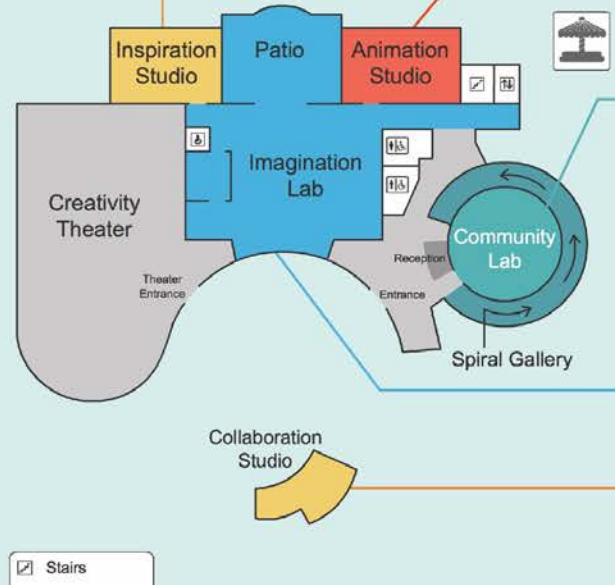 Inspiration
Studio
Patio
Animation
Studio
Imagination
Lab
Creativity
Theater
Community
Lab
Reception
Theater
Entrance
Entrance
Spiral Gallery
Collaboration
Studio
Stairs